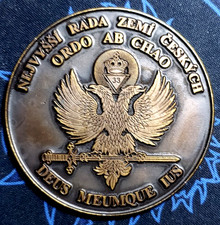 NEJVYŠŠÍ RADA ZEMÍ ČESKÝCH
ORDO AB CHAO
33
DEUS MEUMQUE IUS